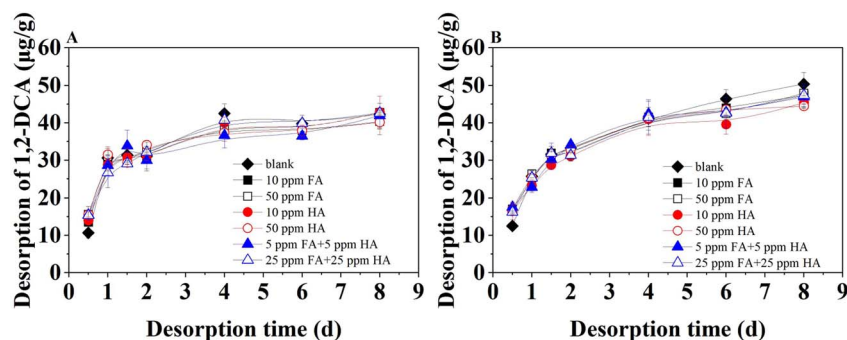 A
Desorption of 1,2-DCA (μg/g)
60
50
40
30
20
10
0
blank
10 ppm FA
50 ppm FA
10 ppm HA
50 ppm HA
5 ppm FA+5 ppm HA
25 ppm FA+25 ppm HA
0 1 2 3 4 5 6 7 8 9
Desorption time (d)
B
Desorption of 1,2-DCA (μg/g)
60
50
40
30
20
10
0
blank
10 ppm FA
50 ppm FA
10 ppm HA
50 ppm HA
5 ppm FA+5 ppm HA
25 ppm FA+25 ppm HA
0 1 2 3 4 5 6 7 8 9
Desorption time (d)